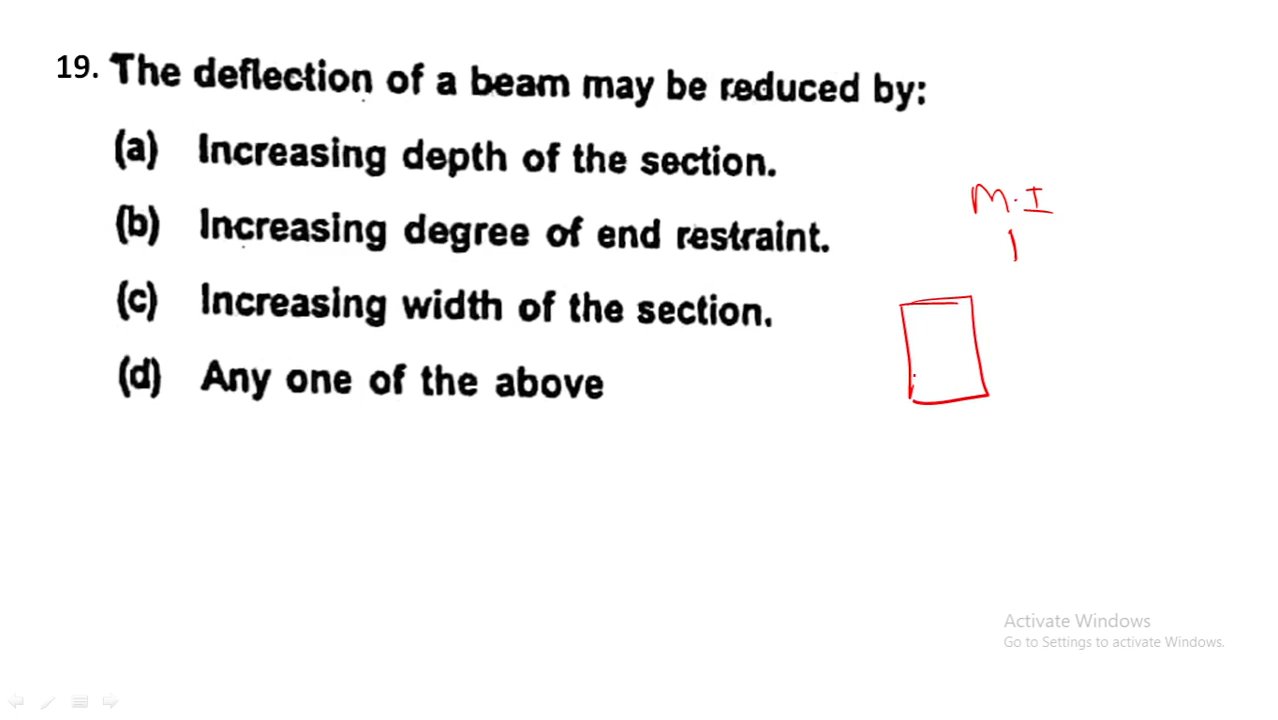 19. The deflection of a beam may be reduced by:
(a) Increasing depth of the section.
(b) Increasing degree of end restraint.
(c) Increasing width of the section.
(d) Any one of the above
M.I
Activate Windows
Go to Settings to activate Windows.